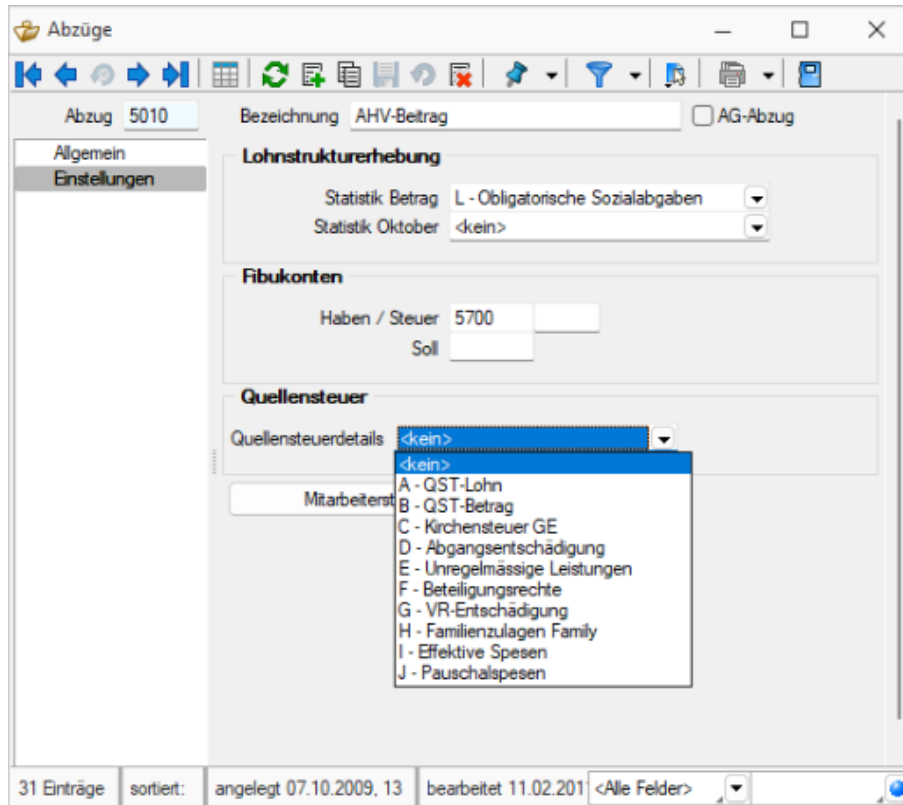 Abzüge
Abzug 5010 Bezeichnung AHV-Beitrag AG-Abzug
Allgemein
Einstellungen
Lohnstrukturerhebung
Statistik Betrag L - Obligatorische Sozialabgaben
Statistik Oktober <kein>
Fibukonten
Haben / Steuer 5700
Soll
Quellensteuer
Quellensteuerdetails <kein>
<kein>
A - QST-Lohn
Mitarbeiterst
B - QST-Betrag
C - Kirchensteuer GE
D - Abgangsentschädigung
E - Unregelmässige Leistungen
F - Beteiligungsrechte
G - VR-Entschädigung
H - Familienzulagen Family
I - Effektive Spesen
J - Pauschalspesen
31 Einträge sortiert: angelegt 07.10.2009, 13 bearbeitet 11.02.201 <Alle Felder>